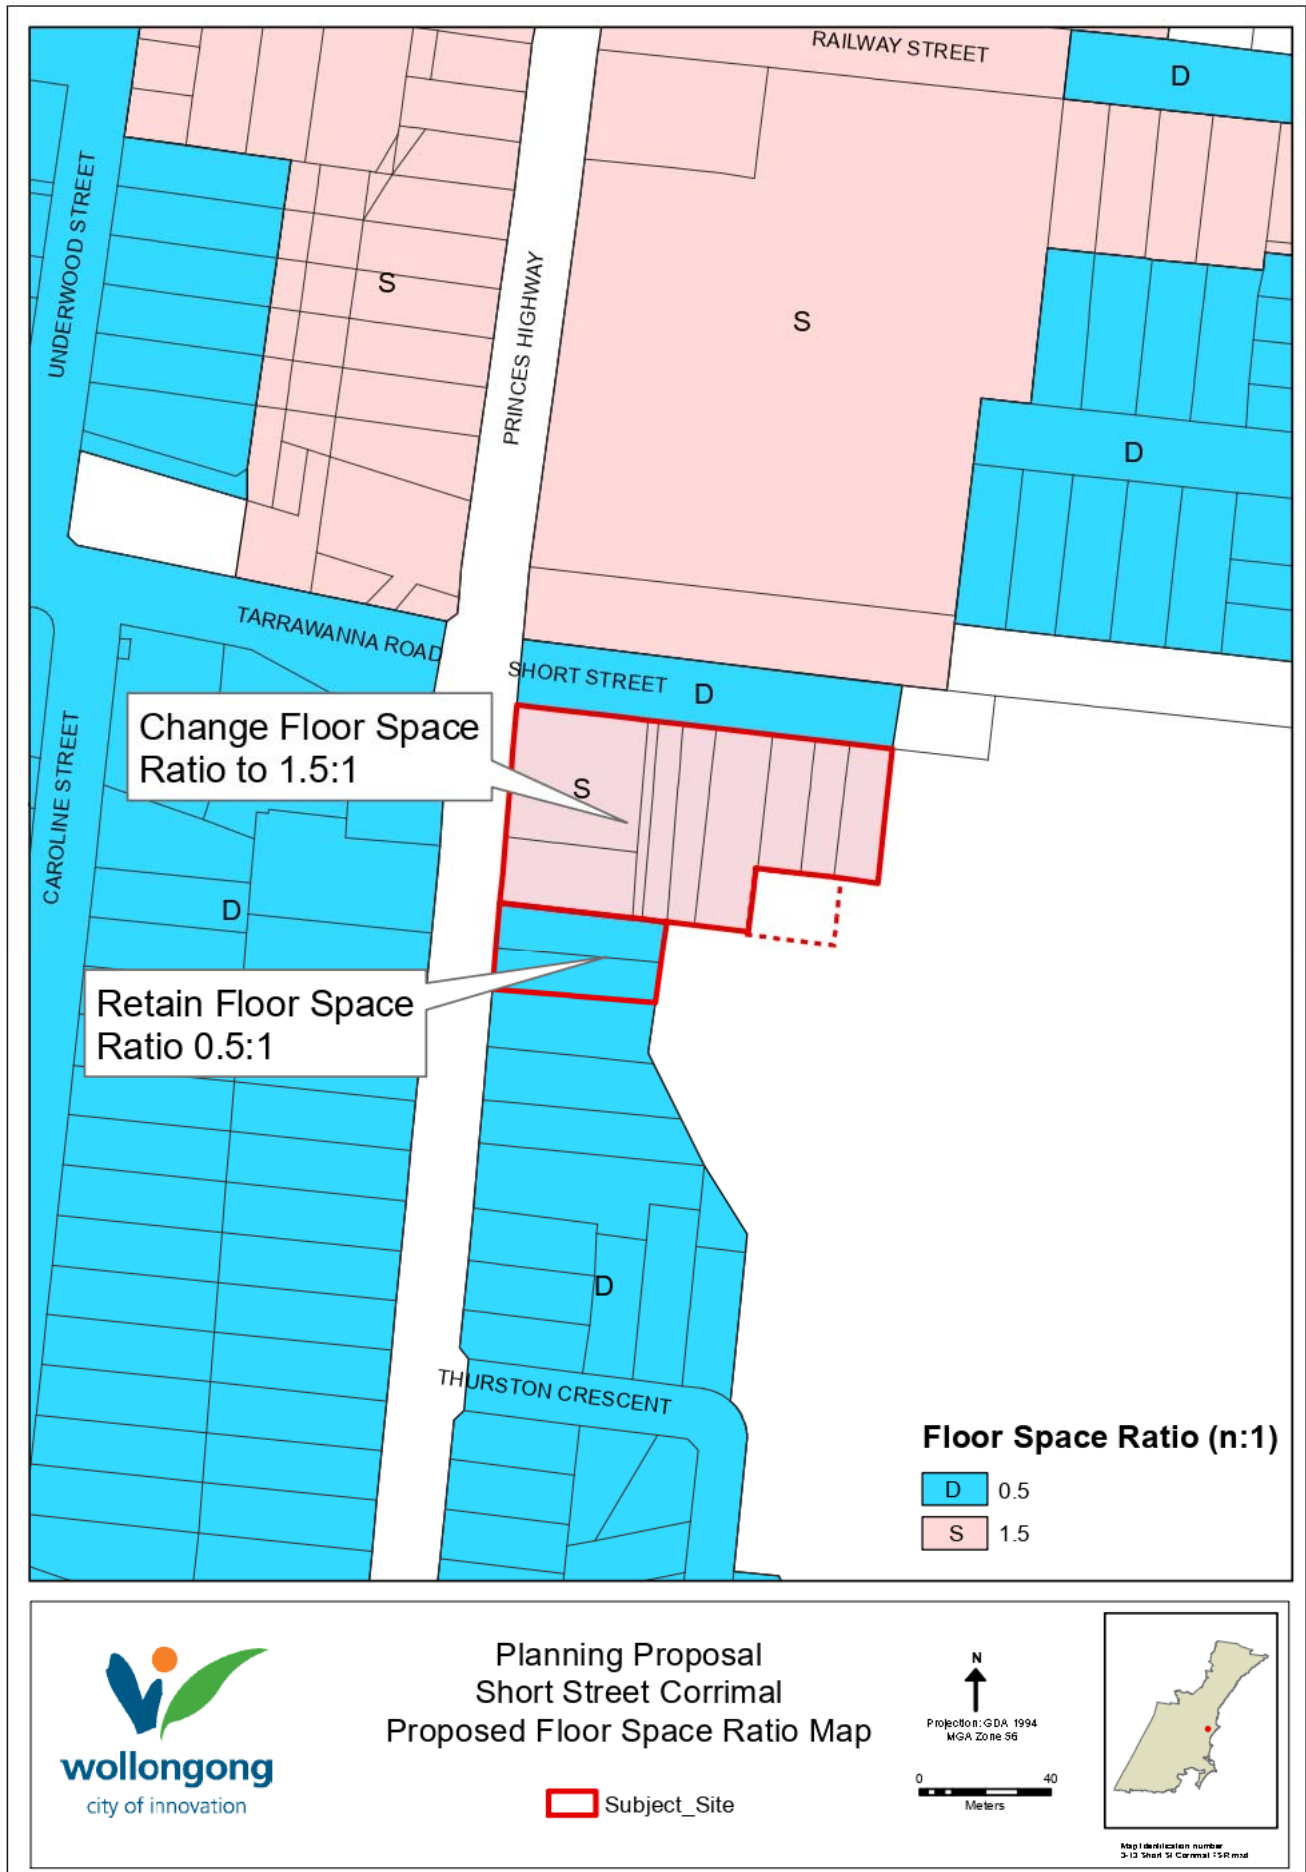 RAILWAY STREET
D
UNDERWOOD STREET
S
PRINCES HIGHWAY
S
D
TARRAWANNA ROAD
SHORT STREET
D
Change Floor Space
Ratio to 1.5:1
S
CAROLINE STREET
D
Retain Floor Space
Ratio 0.5:1
D
THURSTON CRESCENT
Floor Space Ratio (n:1)
D 0.5
S 1.5
wollongong
city of innovation
Planning Proposal
Short Street Corrimal
Proposed Floor Space Ratio Map
Subject_Site
N
Projection: GDA 1994
MGA Zone 56
0 40
Meters
Map Identification number